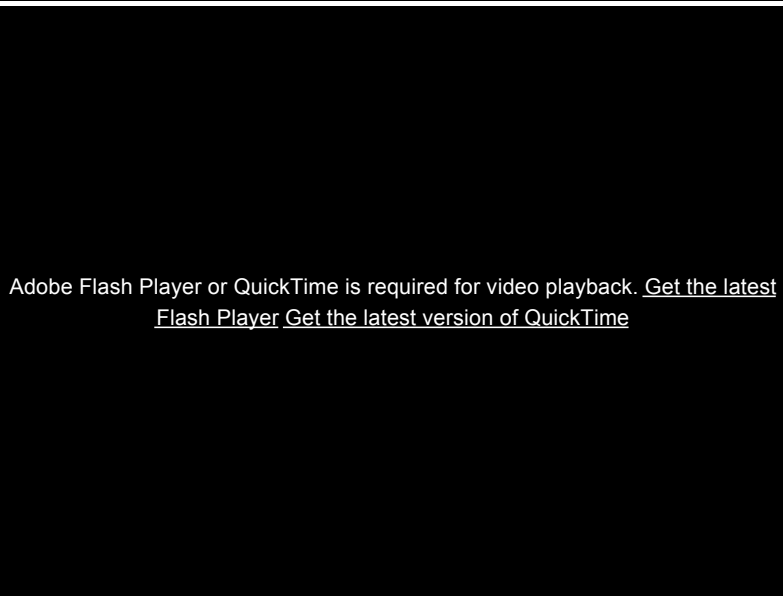 Adobe Flash Player or QuickTime is required for video playback. Get the latest
Flash Player Get the latest version of QuickTime